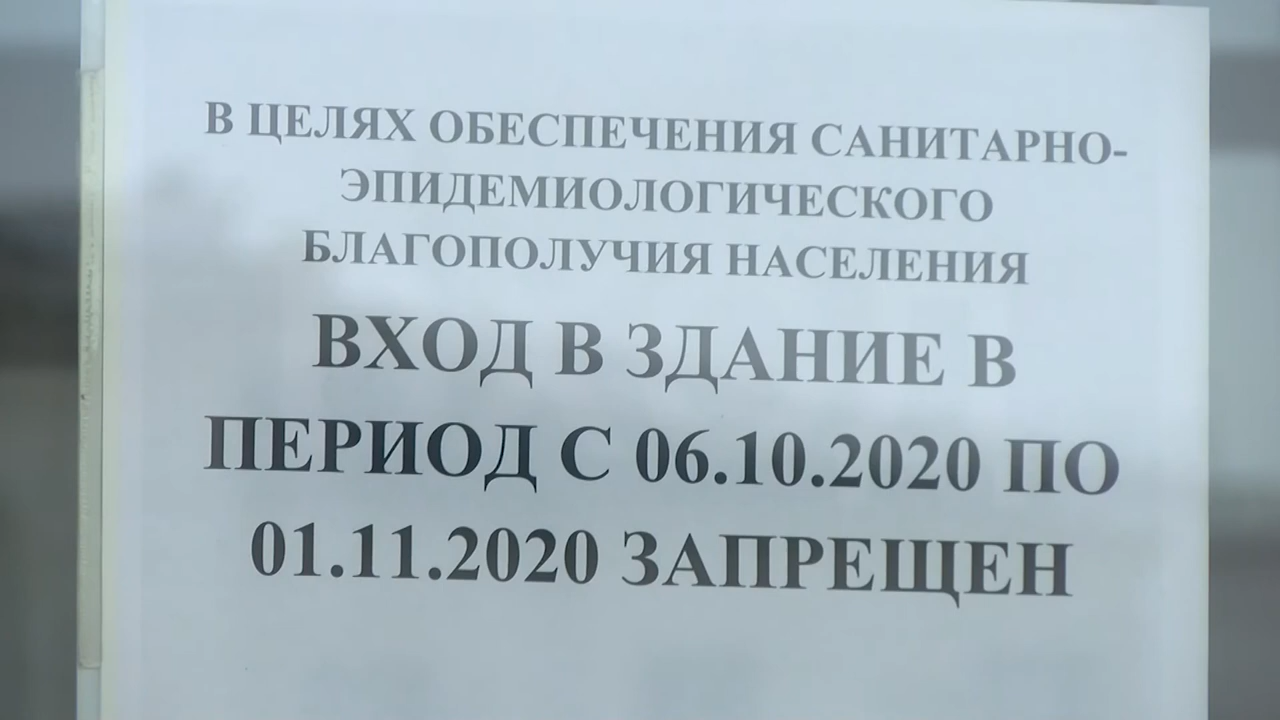 В ЦЕЛЯХ ОБЕСПЕЧЕНИЯ САНИТАРНО-
ЭПИДЕМИОЛОГИЧЕСКОГО
БЛАГОПОЛУЧИЯ НАСЕЛЕНИЯ
ВХОД В ЗДАНИЕ В
ПЕРИОД С 06.10.2020 ПО
01.11.2020 ЗАПРЕЩЕН